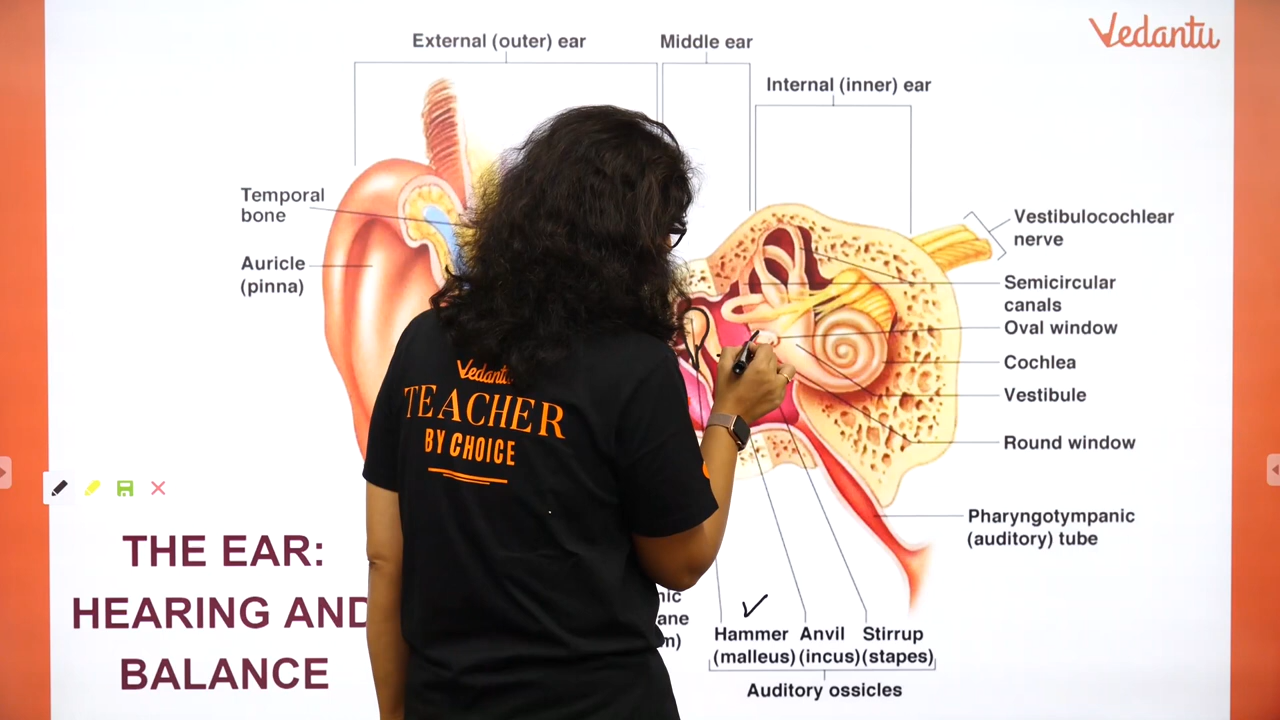 External (outer) ear
Middle ear
Vedantu
Internal (inner) ear
Temporal
bone
Auricle
(pinna)
Vestibulocochlear
nerve
Semicircular
canals
Oval window
Cochlea
Vestibule
Round window
Pharyngotympanic
(auditory) tube
Vedantu
TEACHER
BY CHOICE
THE EAR:
HEARING AND
BALANCE
Hammer
(malleus)
Anvil
(incus)
Stirrup
(stapes)
Auditory ossicles